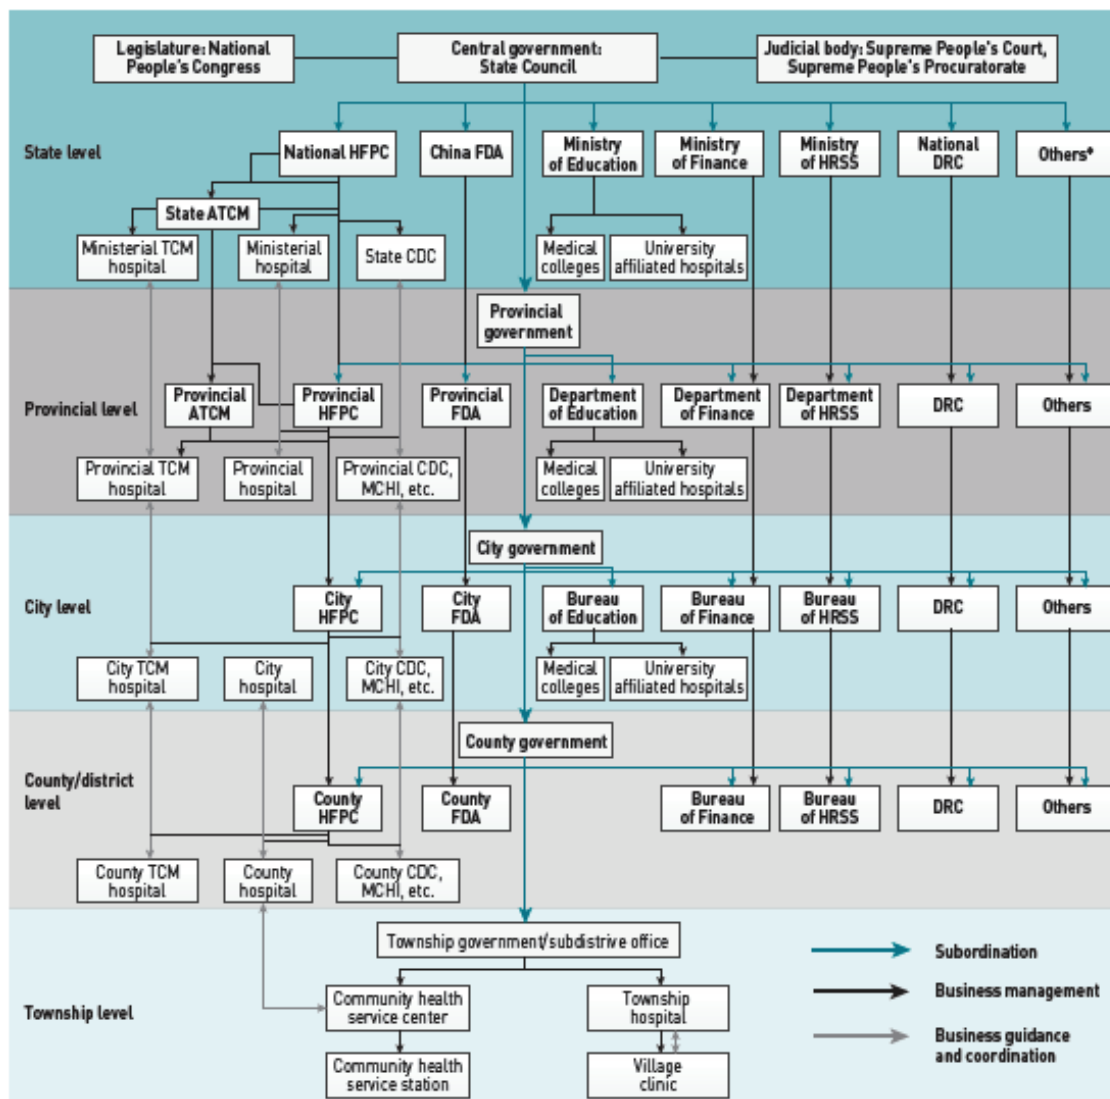 Legislature: National
People's Congress
Central government:
State Council
Judicial body: Supreme People's Court,
Supreme People's Procuratorate
State level
National HFPC
China FDA
Ministry
of Education
Ministry
of Finance
Ministry
of HRSS
National
DRC
Others*
State ATCM
Ministerial TCM
hospital
Ministerial
hospital
State CDC
Medical
colleges
University
affiliated hospitals
Provincial
government
Provincial level
Provincial
ATCM
Provincial
HFPC
Provincial
FDA
Department
of Education
Department
of Finance
Department
of HRSS
DRC
Others
Provincial TCM
hospital
Provincial
hospital
Provincial CDC,
MCHI, etc.
Medical
colleges
University
affiliated hospitals
City government
City level
City
HFPC
City
FDA
Bureau
of Education
Bureau
of Finance
Bureau
of HRSS
DRC
Others
City TCM
hospital
City
hospital
City CDC,
MCHI, etc.
Medical
colleges
University
affiliated hospitals
County government
County/district
level
County
HFPC
County
FDA
Bureau
of Finance
Bureau
of HRSS
DRC
Others
County TCM
hospital
County
hospital
County CDC,
MCHI, etc.
Township government/subdistrive office
Township level
Community health
service center
Township
hospital
Community health
service station
Village
clinic
Subordination
Business management
Business guidance
and coordination